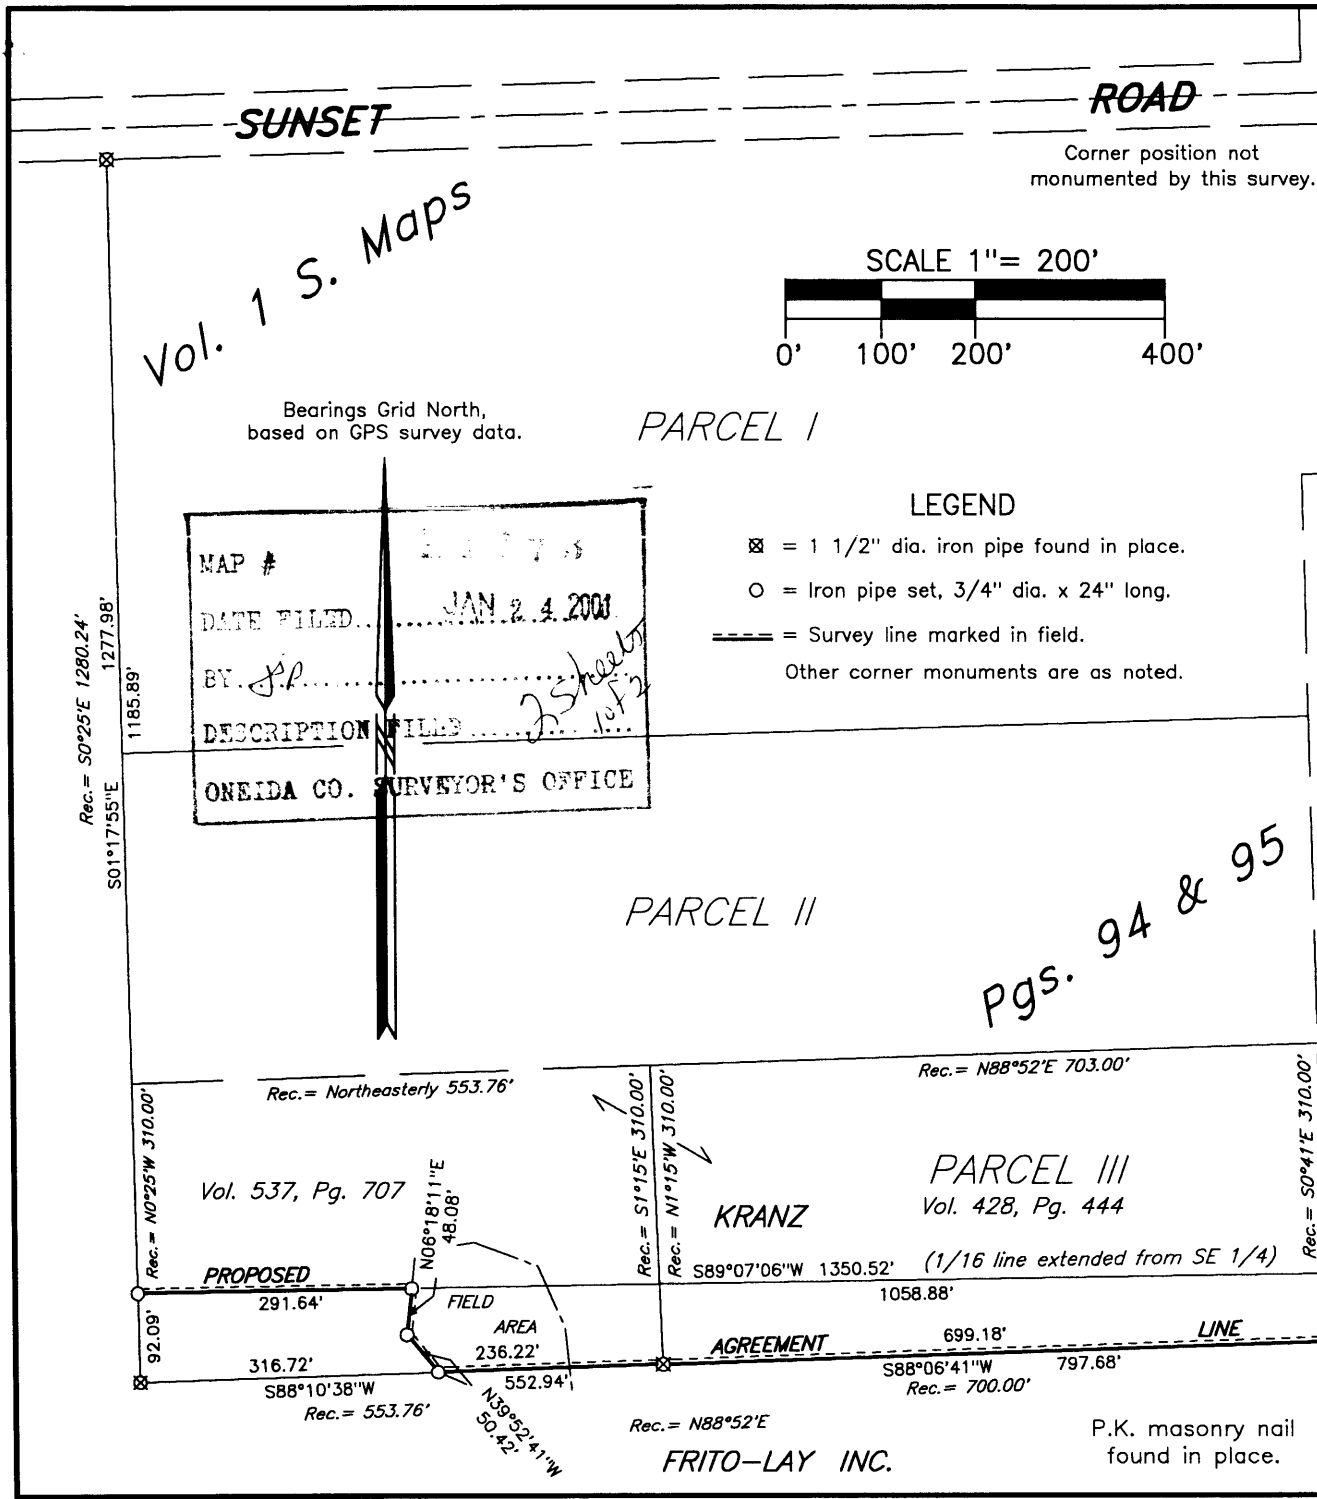 SUNSET ROAD
Corner position not
monumented by this survey.
Vol. 1 S. Maps
SCALE 1"= 200'
0' 100' 200' 400'
Bearings Grid North,
based on GPS survey data.
PARCEL I
LEGEND
= 1 1/2" dia. iron pipe found in place.
= Iron pipe set, 3/4" dia. x 24" long.
= Survey line marked in field.
Other corner monuments are as noted.
MAP #
DATE FILED JAN 24 2001
BY
2 Sheets
1 of 2
DESCRIPTION FILED
ONEIDA CO. SURVEYOR'S OFFICE
Rec.= S0°25'E 1280.24'
S01°17'55"E 1277.98'
1185.89'
PARCEL II
Pgs. 94 & 95
Rec.= Northeasterly 553.76'
Rec.= N88°52'E 703.00'
Rec.= N0°25'W 310.00'
Rec.= S1°15'E 310.00'
Rec.= N1°15'W 310.00'
Rec.= S0°41'E 310.00'
Vol. 537, Pg. 707
N06°18'11"E
48.08'
KRANZ
PARCEL III
Vol. 428, Pg. 444
S89°07'06"W 1350.52' (1/16 line extended from SE 1/4)
PROPOSED
291.64'
1058.88'
FIELD
AREA
92.09'
316.72'
236.22'
AGREEMENT 699.18' LINE
S88°10'38"W
552.94'
S88°06'41"W 797.68'
Rec.= 553.76'
Rec.= 700.00'
N39°52'41"W
50.42'
Rec.= N88°52'E
FRITO-LAY INC.
P.K. masonry nail
found in place.